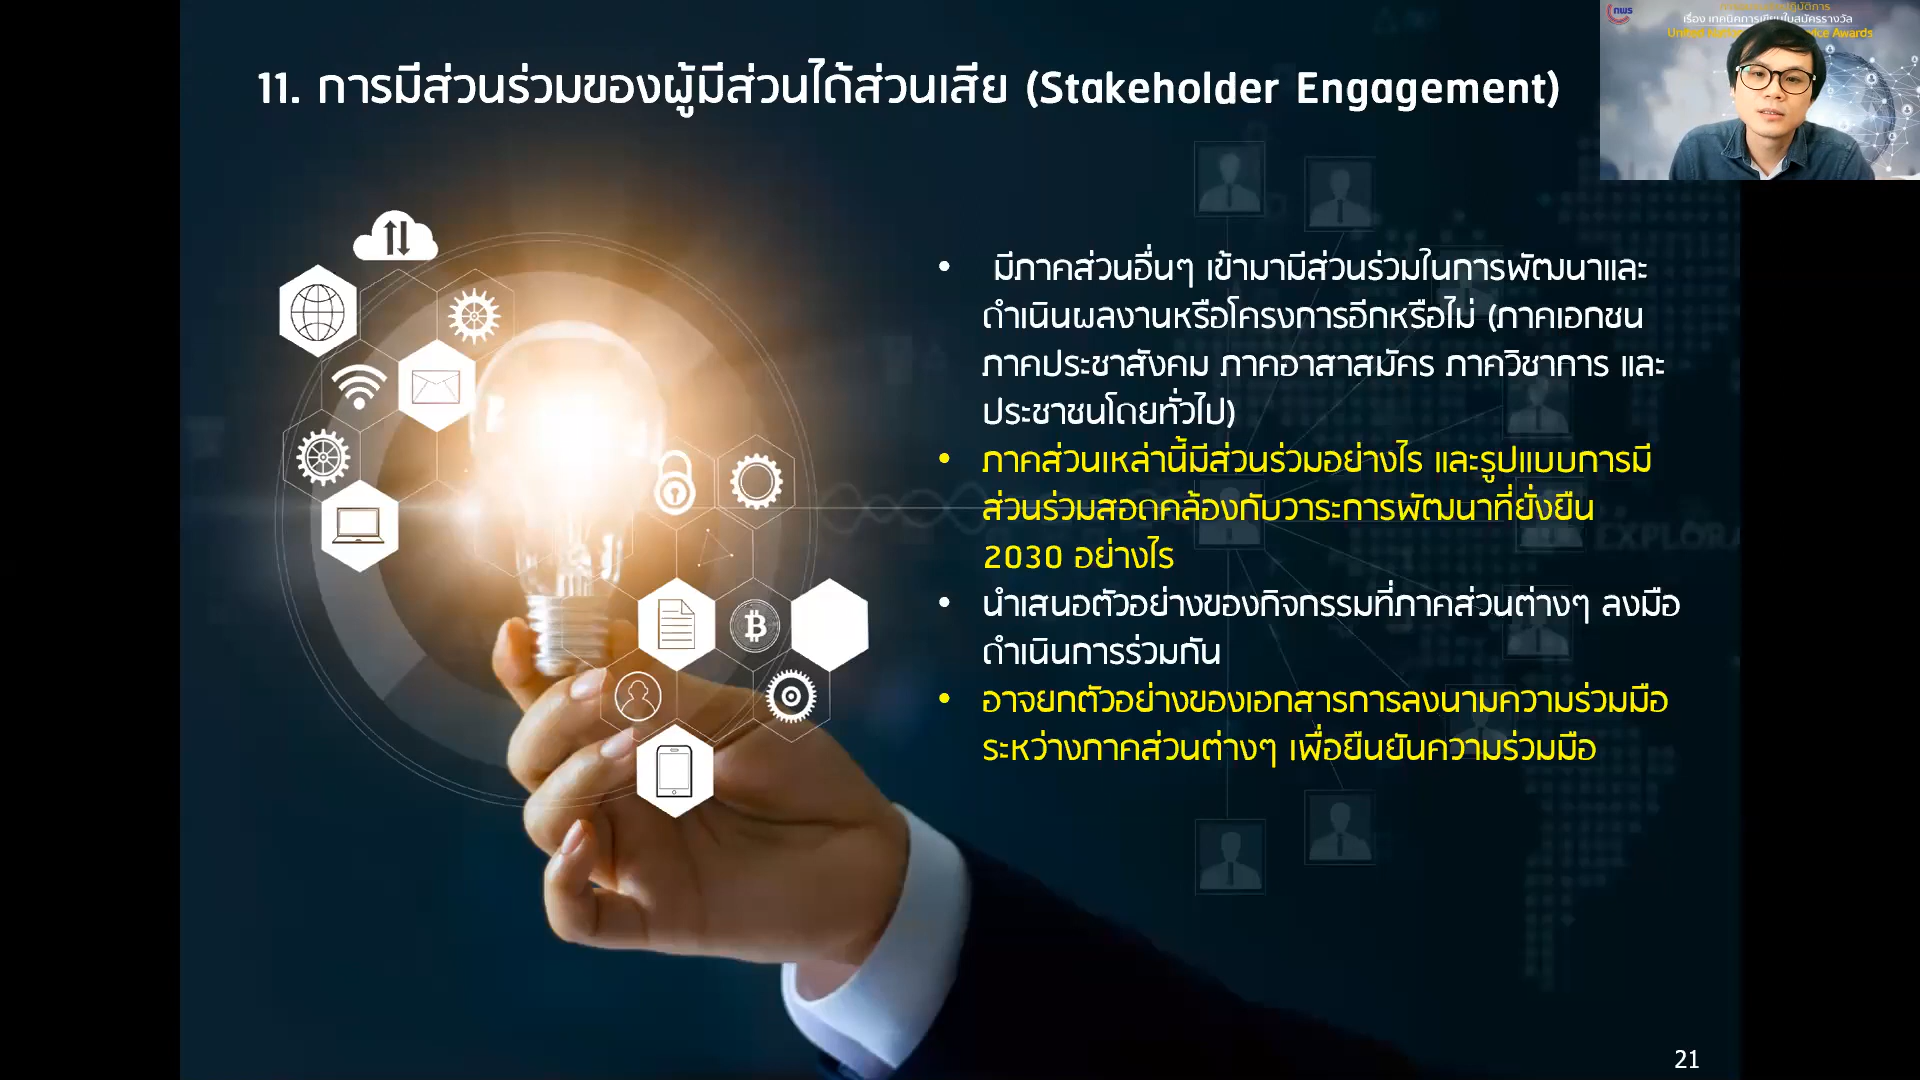 11. การมีส่วนร่วมของผู้มีส่วนได้ส่วนเสีย (Stakeholder Engagement)
กพร
เรื่อง เทคนิคการเขียนใบสมัครรางวัล
Awards
• มีภาคส่วนอื่นๆ เข้ามามีส่วนร่วมในการพัฒนาและ
ดำเนินผลงานหรือโครงการอีกหรือไม่ (ภาคเอกชน
ภาคประชาสังคม ภาคอาสาสมัคร ภาควิชาการ และ
ประชาชนโดยทั่วไป)
• ภาคส่วนเหล่านี้มีส่วนร่วมอย่างไร และรูปแบบการมี
ส่วนร่วมสอดคล้องกับวาระการพัฒนาที่ยั่งยืน
2030 อย่างไร
• นำเสนอตัวอย่างของกิจกรรมที่ภาคส่วนต่างๆ ลงมือ
ดำเนินการร่วมกัน
• อาจยกตัวอย่างของเอกสารการลงนามความร่วมมือ
ระหว่างภาคส่วนต่างๆ เพื่อยืนยันความร่วมมือ
21